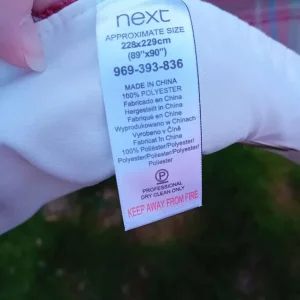 next
APPROXIMATE SIZE
228x229cm
(89"x90")
969-393-836
MADE IN CHINA
100% POLYESTER
Fabricado en China
Hergestellt in China
Fabriqué en Chine
Wyprodukowano w Chinach
Vyrobeno v Číně
Fabricat în China
100% Poliéster/Polyester/
Polyester/Poliester/Polyester/
Poliester
P
PROFESSIONAL
DRY CLEAN ONLY
KEEP AWAY FROM FIRE